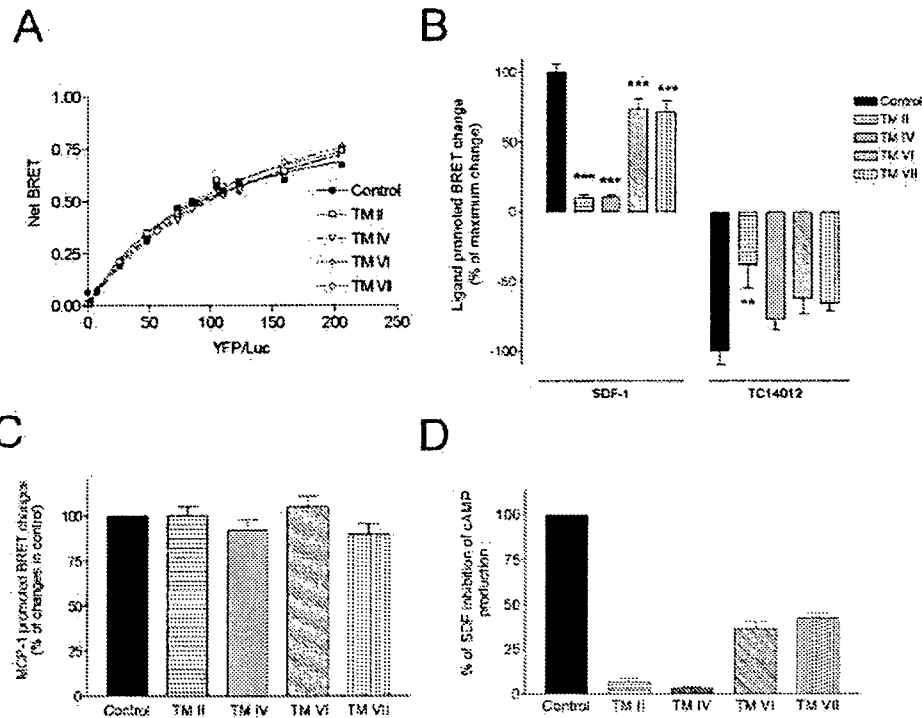 A
Net BRET
1.00
0.75
0.50
0.25
0.00
0
50
100
150
200
250
YFP/Luc
Control
TM II
TM IV
TM VI
TM VII
B
Ligand promoted BRET change
(% of maximum change)
100
50
0
-50
-100
***
***
***
***
**
SDF-1
TC14012
Control
TM II
TM IV
TM VI
TM VII
C
MCP-1 promoted BRET changes
(% of changes in control)
100
75
50
25
0
Control
TM II
TM IV
TM VI
TM VII
D
% of SDF inhibition of cAMP
production
100
75
50
25
0
Control
TM II
TM IV
TM VI
TM VII